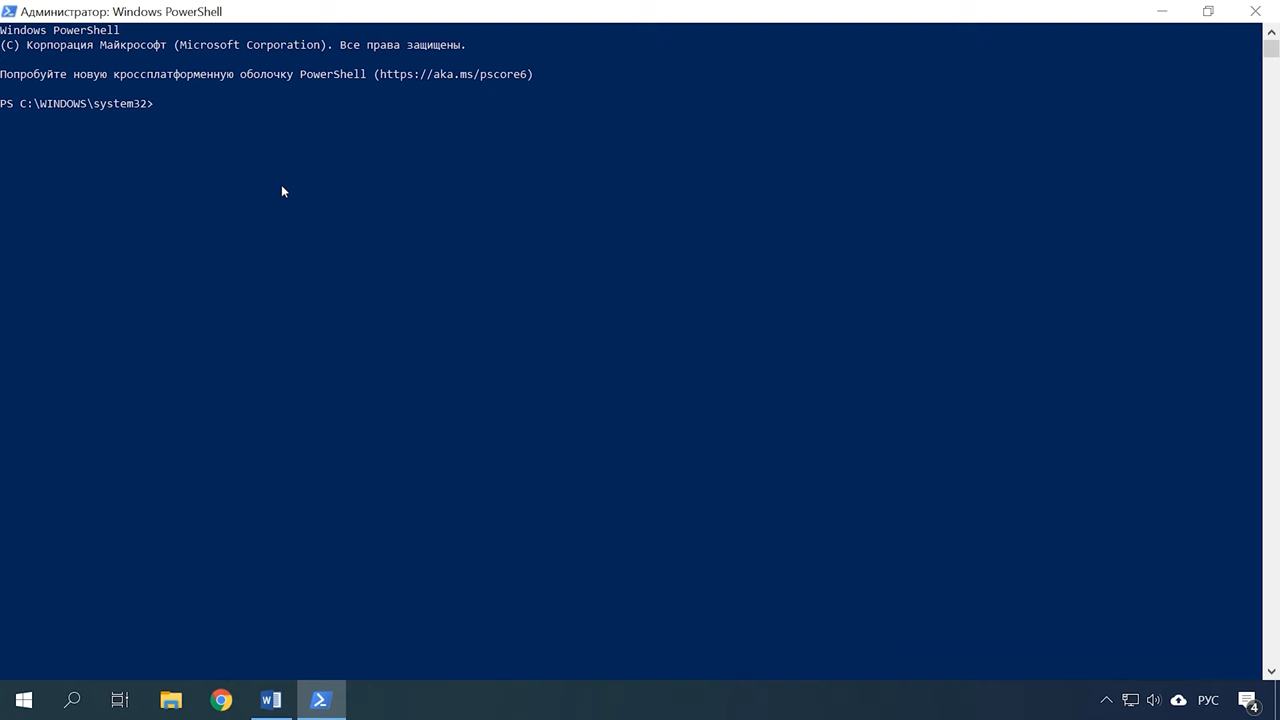 Администратор: Windows PowerShell
Windows PowerShell
(C) Корпорация Майкрософт (Microsoft Corporation). Все права защищены.
Попробуйте новую кроссплатформенную оболочку PowerShell (https://aka.ms/pscore6)
PS C:\WINDOWS\system32>
РУС
4